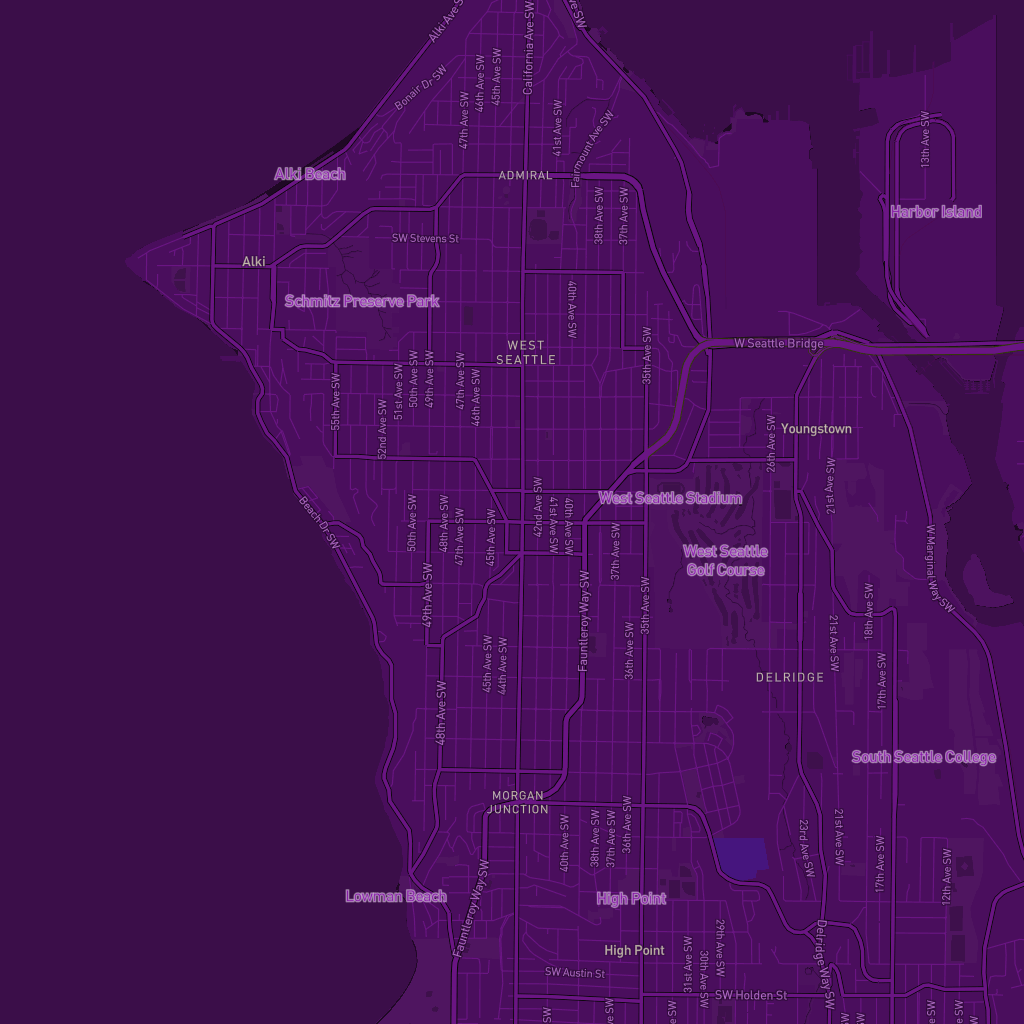 Alki Ave S
California Ave SW
Ave SW
Bonair Dr SW
47th Ave SW
46th Ave SW
45th Ave SW
41st Ave SW
Fairmount Ave SW
13th Ave SW
Alki Beach
ADMIRAL
38th Ave SW
37th Ave SW
Harbor Island
SW Stevens St
Alki
Schmitz Preserve Park
40th Ave SW
WEST
SEATTLE
35th Ave SW
W Seattle Bridge
55th Ave SW
52nd Ave SW
51st Ave SW
50th Ave SW
49th Ave SW
47th Ave SW
46th Ave SW
26th Ave SW
Youngstown
21st Ave SW
West Seattle Stadium
Beach Dr SW
50th Ave SW
48th Ave SW
47th Ave SW
45th Ave SW
42nd Ave SW
41st Ave SW
40th Ave SW
37th Ave SW
West Seattle
Golf Course
W Marginal Way SW
49th Ave SW
Fauntleroy Way SW
35th Ave SW
36th Ave SW
18th Ave SW
21st Ave SW
45th Ave SW
44th Ave SW
48th Ave SW
17th Ave SW
DELRIDGE
South Seattle College
MORGAN
JUNCTION
40th Ave SW
38th Ave SW
37th Ave SW
36th Ave SW
23rd Ave SW
21st Ave SW
17th Ave SW
12th Ave SW
Lowman Beach
Fauntleroy Way SW
High Point
High Point
29th Ave SW
31st Ave SW
30th Ave SW
Delridge Way SW
SW Austin St
SW Holden St
SW
Ave SW
SW
SW
SW
SW
SW